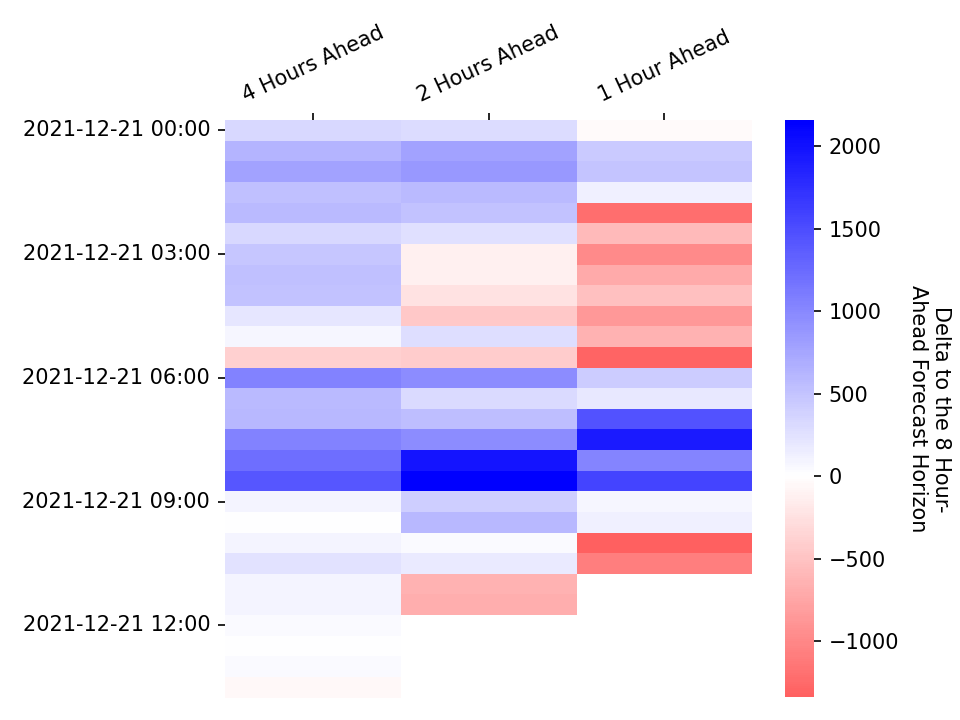 4 Hours Ahead
2 Hours Ahead
1 Hour Ahead
2021-12-21 00:00
2021-12-21 03:00
2021-12-21 06:00
2021-12-21 09:00
2021-12-21 12:00
2000
1500
1000
500
0
−500
−1000
Delta to the 8 Hour-
Ahead Forecast Horizon